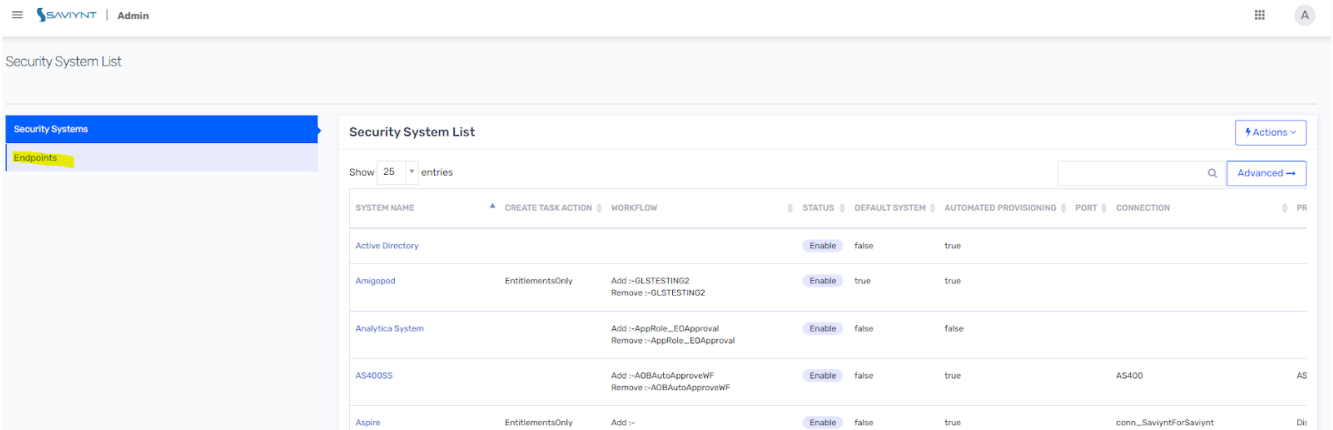 SAVIYNT | Admin
A
Security System List
Security Systems
Endpoints
Security System List
Actions
Show 25 entries
Advanced →
SYSTEM NAME CREATE TASK ACTION WORKFLOW STATUS DEFAULT SYSTEM AUTOMATED PROVISIONING PORT CONNECTION PR
Active Directory Enable false true
Amigopod EntitlementsOnly Add :-GLSTESTING2 Enable true true
Remove :-GLSTESTING2
Analytica System Add :-AppRole_EOApproval Enable false false
Remove :-AppRole_EOApproval
AS400SS Add :-AOBAutoApproveWF Enable false true AS400 AS
Remove :-AOBAutoApproveWF
Aspire EntitlementsOnly Add :- Enable false true conn_SaviyntForSaviynt Di